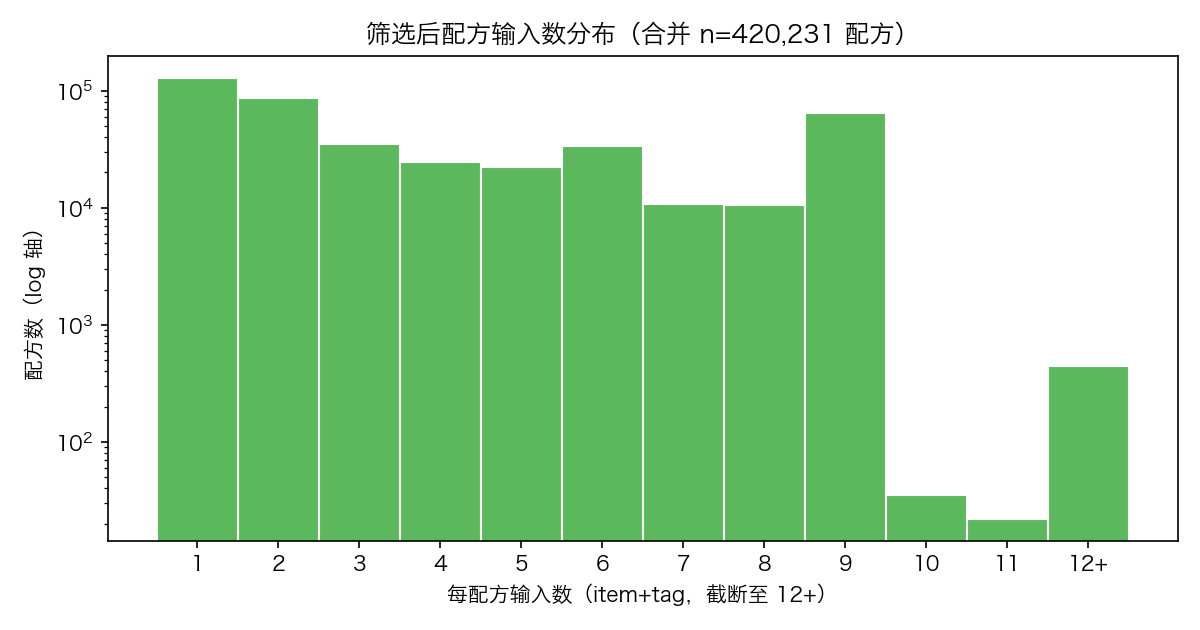 筛选后配方输入数分布（合并 n=420,231 配方）
配方数（log 轴）
10⁵
10⁴
10³
10²
1 2 3 4 5 6 7 8 9 10 11 12+
每配方输入数（item+tag，截断至 12+）